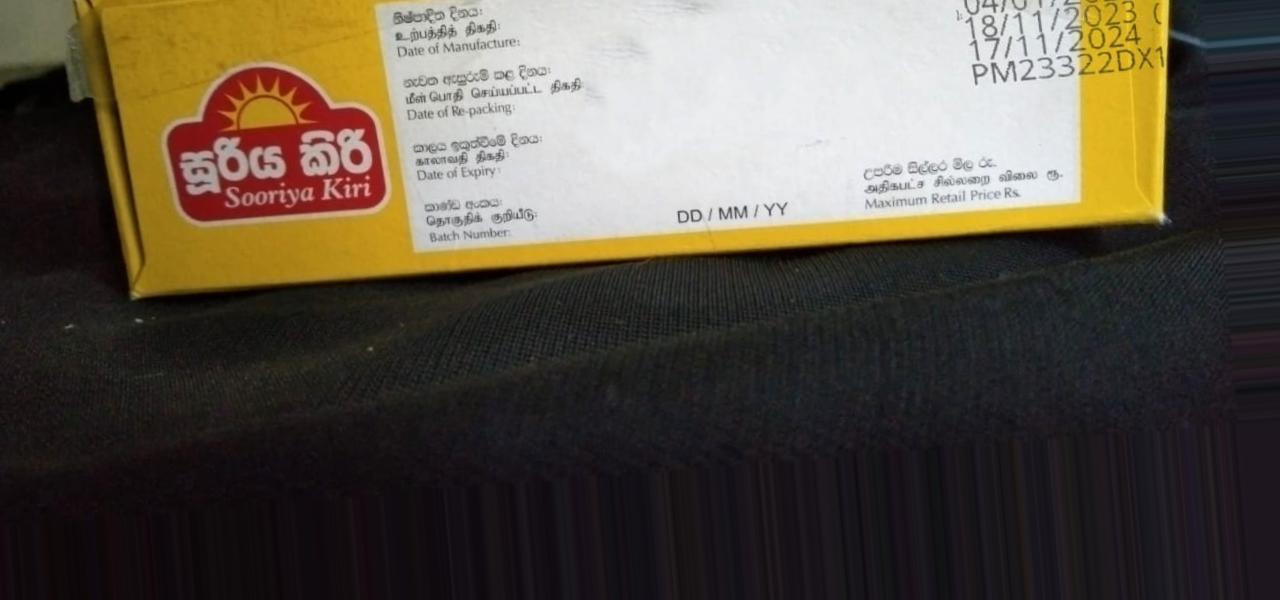 නිෂ්පාදිත දිනය:
உற்பத்தித் திகதி:
Date of Manufacture:
නැවත ඇසුරුම් කළ දිනය:
மீள் பொதி செய்யப்பட்ட திகதி:
Date of Re-packing:
කාලය ඉකුත්වීමේ දිනය:
காலாவதி திகதி:
Date of Expiry:
කාණ්ඩ අංකය:
தொகுதிக் குறியீடு:
Batch Number:
DD / MM / YY
18/11/2023
17/11/2024
PM23322DX1
උපරිම සිල්ලර මිල රු.
அதிகபட்ச சில்லறை விலை ரூ.
Maximum Retail Price Rs.
සූරිය කිරි
Sooriya Kiri